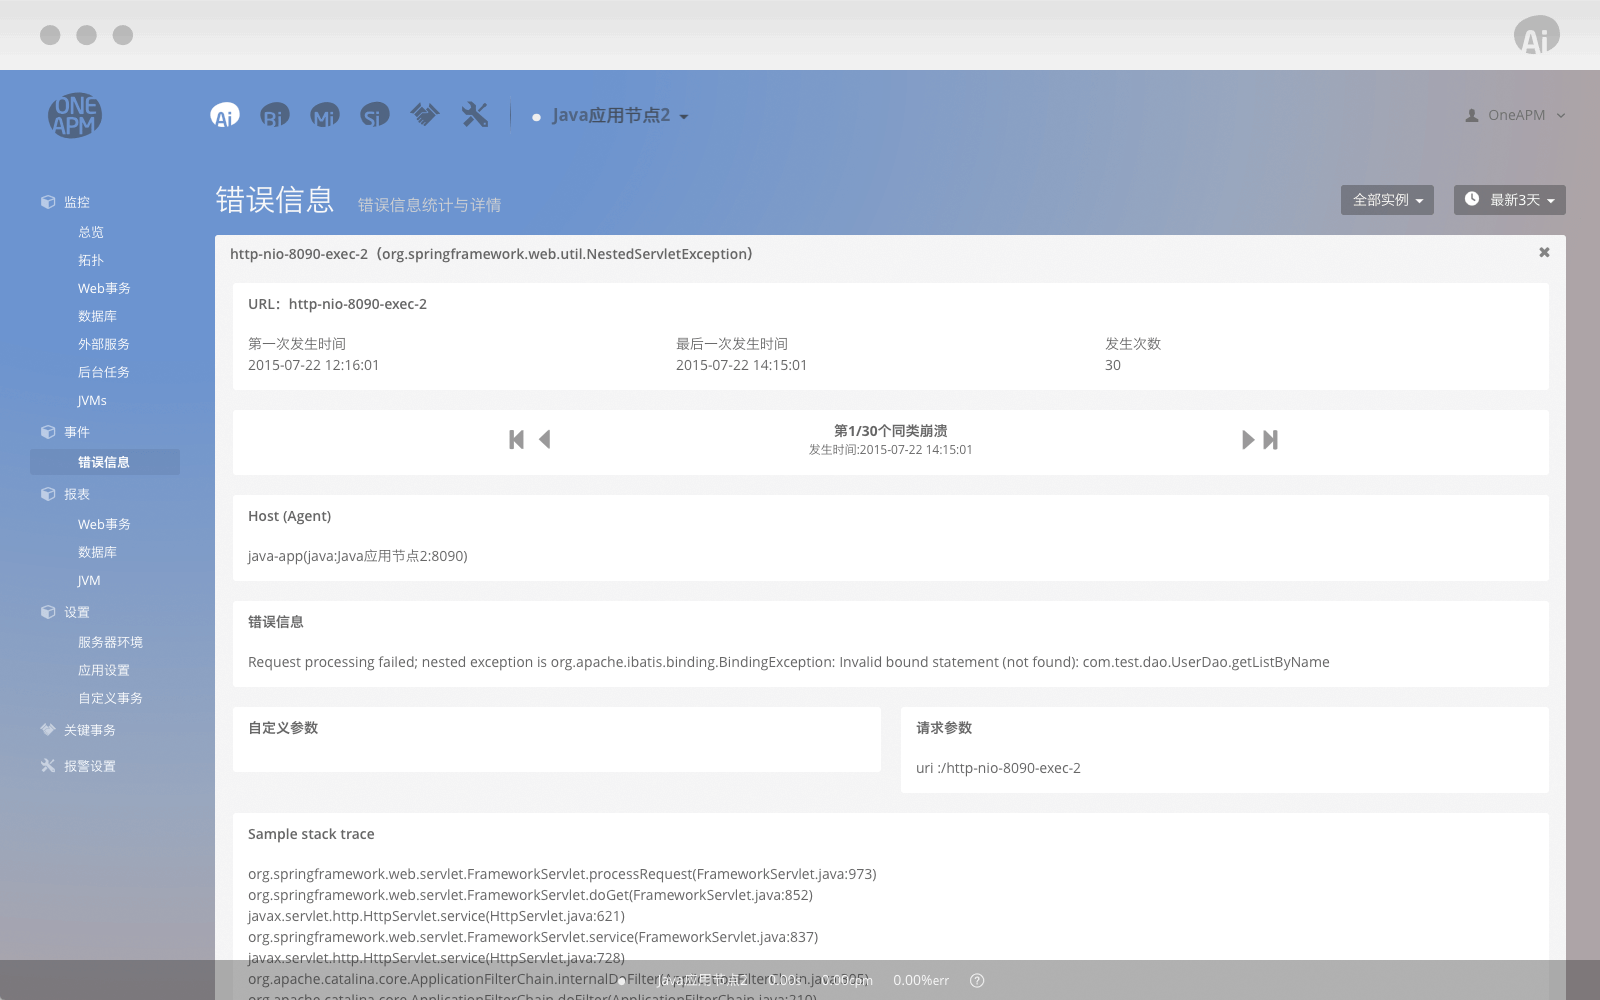 Ai
ONE
APM
Ai
Bi
Mi
Si
Java应用节点2
OneAPM
错误信息
错误信息统计与详情
全部实例
最新3天
监控
总览
拓扑
Web事务
数据库
外部服务
后台任务
JVMs
事件
错误信息
报表
Web事务
数据库
JVM
设置
服务器环境
应用设置
自定义事务
关键事务
报警设置
http-nio-8090-exec-2（org.springframework.web.util.NestedServletException）
URL：http-nio-8090-exec-2
第一次发生时间
2015-07-22 12:16:01
最后一次发生时间
2015-07-22 14:15:01
发生次数
30
第1/30个同类崩溃
发生时间:2015-07-22 14:15:01
Host (Agent)
java-app(java:Java应用节点2:8090)
错误信息
Request processing failed; nested exception is org.apache.ibatis.binding.BindingException: Invalid bound statement (not found): com.test.dao.UserDao.getListByName
自定义参数
请求参数
uri :/http-nio-8090-exec-2
Sample stack trace
org.springframework.web.servlet.FrameworkServlet.processRequest(FrameworkServlet.java:973)
org.springframework.web.servlet.FrameworkServlet.doGet(FrameworkServlet.java:852)
javax.servlet.http.HttpServlet.service(HttpServlet.java:621)
org.springframework.web.servlet.FrameworkServlet.service(FrameworkServlet.java:837)
javax.servlet.http.HttpServlet.service(HttpServlet.java:728)
org.apache.catalina.core.ApplicationFilterChain.internalDoFilter(ApplicationFilterChain.java:305)
org.apache.catalina.core.ApplicationFilterChain.doFilter(ApplicationFilterChain.java:210)
Java应用节点2 0.00s 0.00cpm 0.00%err